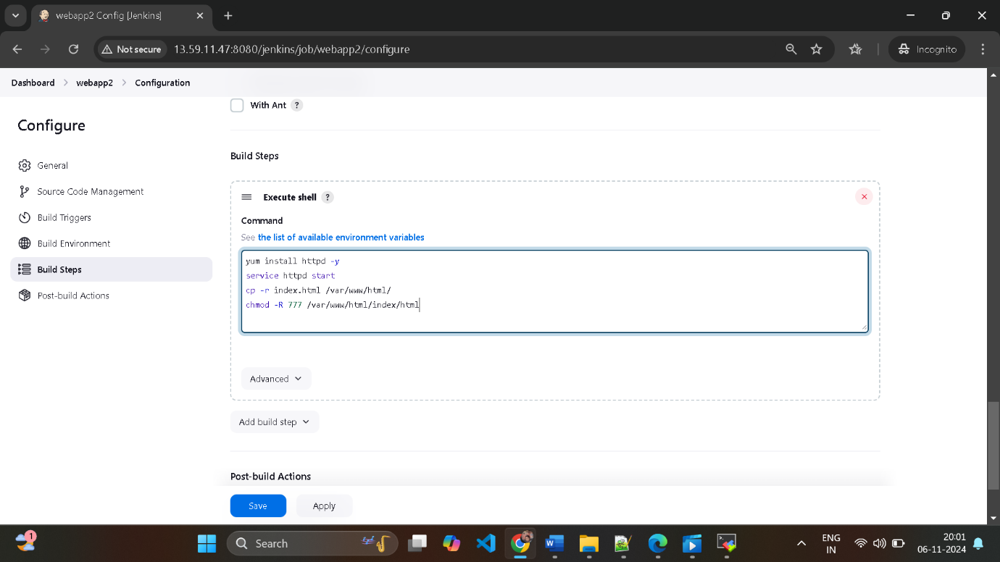 webapp2 Config [Jenkins]
Not secure
13.59.11.47:8080/jenkins/job/webapp2/configure
Incognito
Dashboard > webapp2 > Configuration
With Ant ?
Configure
General
Source Code Management
Build Triggers
Build Environment
Build Steps
Post-build Actions
Build Steps
Execute shell ?
Command
See the list of available environment variables
yum install httpd -y
service httpd start
cp -r index.html /var/www/html/
chmod -R 777 /var/www/html/index/html
Advanced
Add build step
Post-build Actions
Save
Apply
1
Search
ENG
IN
20:01
06-11-2024